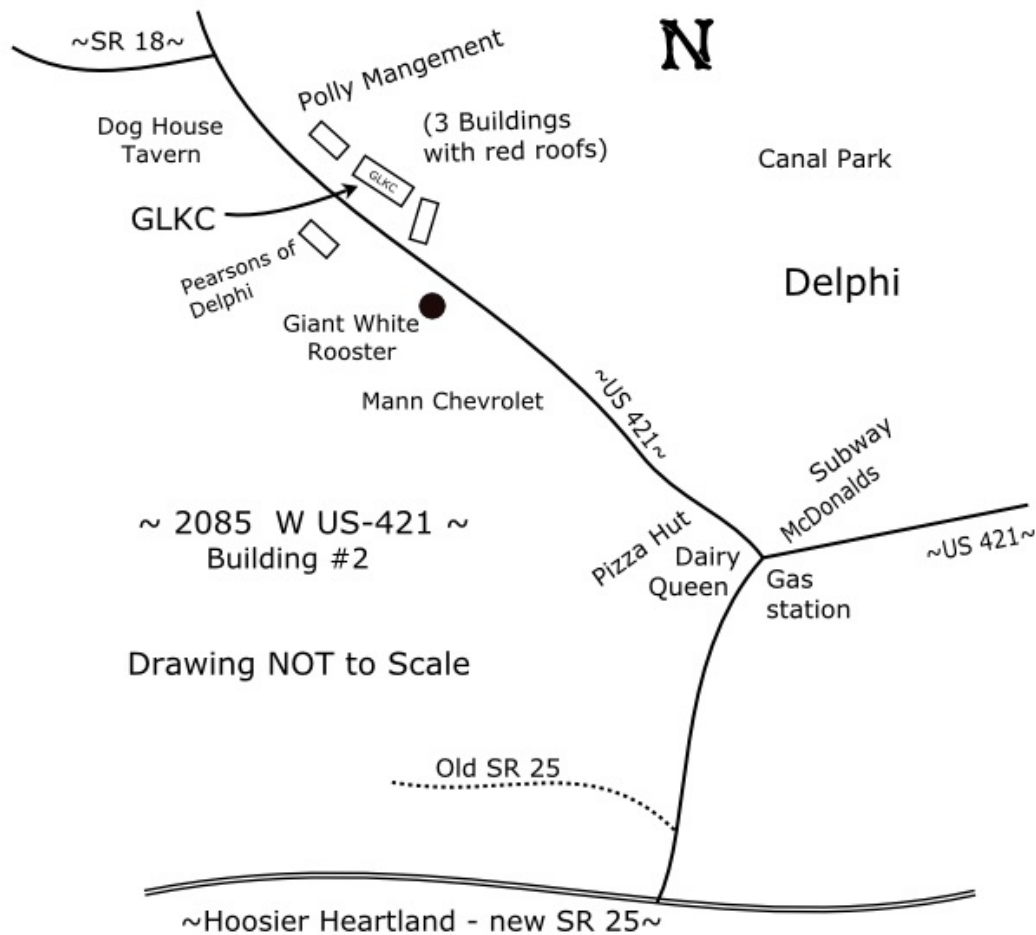 N
~SR 18~
Polly Mangement
(3 Buildings
with red roofs)
Dog House
Tavern
Canal Park
GLKC
GLKC
Pearsons of
Delphi
Delphi
Giant White
Rooster
Mann Chevrolet
~US 421~
Subway
McDonalds
~ 2085 W US-421 ~
Building #2
Pizza Hut
Dairy
Queen
~US 421~
Gas
station
Drawing NOT to Scale
Old SR 25
~Hoosier Heartland - new SR 25~